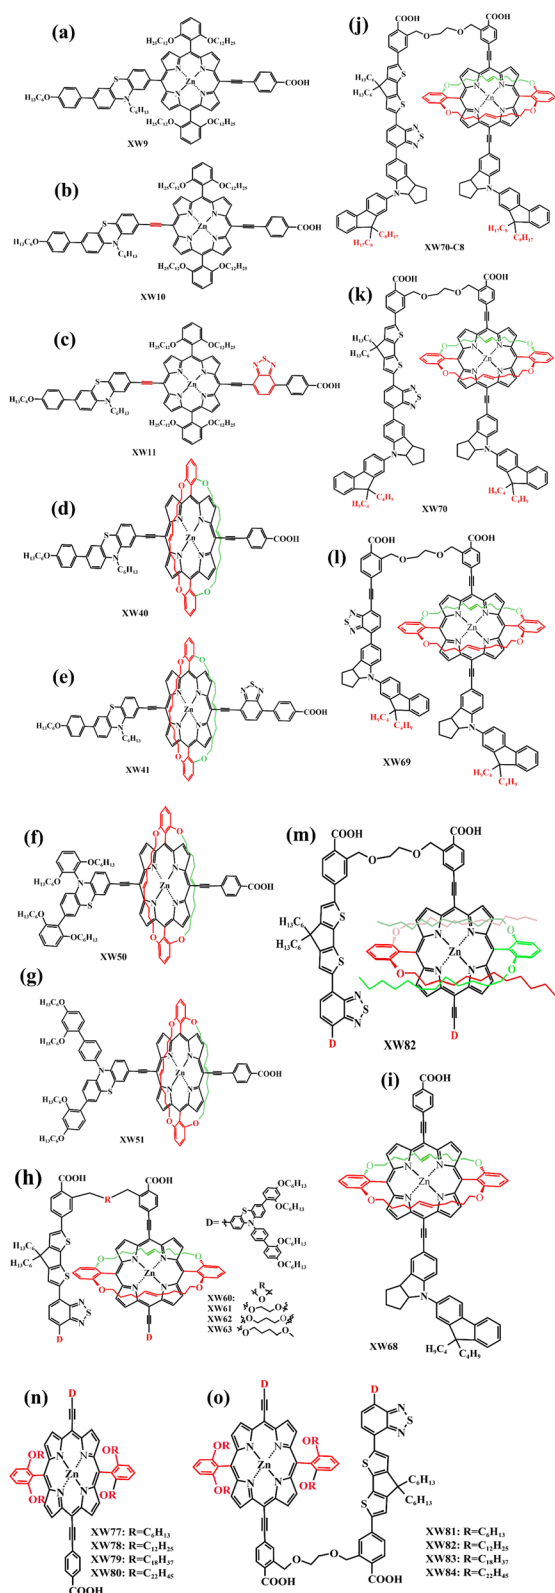 (a)
H25C12O OC12H25
S
N
H13C6O
C6H13
N N
Zn
N N
COOH
H25C12O OC12H25
XW9
(b)
H25C12O OC12H25
S
N
H13C6O
C6H13
N N
Zn
N N
COOH
H25C12O OC12H25
XW10
(c)
H25C12O OC12H25
N S N
S
N
H13C6O
C6H13
N N
Zn
N N
COOH
H25C12O OC12H25
XW11
(d)
O O
S
N
H13C6O
C6H13
N N
Zn
N N
COOH
O O
XW40
(e)
O O
N S N
S
N
H13C6O
C6H13
N N
Zn
N N
COOH
O O
XW41
(f)
OC6H13
H13C6O
N
S
O O
N N
Zn
N N
COOH
H13C6O
OC6H13
O O
XW50
(g)
H13C6O
H13C6O
N
S
H13C6O
H13C6O
O O
N N
Zn
N N
COOH
O O
XW51
(h)
COOH COOH
R
H13C6
H13C6
S
S
N
S
N
D
O O
N N
Zn
N N
O O
D
D=
S
N
OC6H13
OC6H13
OC6H13
OC6H13
R
XW60: O
XW61 O O
XW62 O O
XW63 O O
(j)
COOH COOH
O O
H13C6
H13C6
S
S
N
S
N
N
H17C8
C8H17
O O
N N
Zn
N N
O O
N
H17C8
C8H17
XW70-C8
(k)
COOH COOH
O O
H13C6
H13C6
S
S
N
S
N
N
H9C4
C4H9
O O
N N
Zn
N N
O O
N
H9C4
C4H9
XW70
(l)
COOH COOH
O O
N
S
N
N
H9C4
C4H9
O O
N N
Zn
N N
O O
N
H9C4
C4H9
XW69
(m)
COOH COOH
O O
H13C6
H13C6
S
S
N
S
N
D
O O
N N
Zn
N N
O O
D
XW82
(i)
COOH
O O
N N
Zn
N N
O O
N
H9C4
C4H9
XW68
(n)
D
OR OR
N N
Zn
N N
OR OR
COOH
XW77: R=C6H13
XW78: R=C12H25
XW79: R=C18H37
XW80: R=C22H45
(o)
D
OR OR
N N
Zn
N N
OR OR
D
N
S
N
S
S
C6H13
C6H13
O O
COOH COOH
XW81: R=C6H13
XW82: R=C12H25
XW83: R=C18H37
XW84: R=C22H45